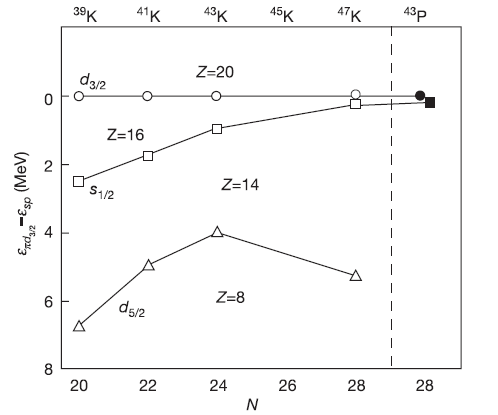 39K 41K 43K 45K 47K 43P
Z=20
d3/2
0
Z=16
2
s1/2
Z=14
επd3/2−εsp (MeV)
4
Z=8
6
d5/2
8
20 22 24 26 28 28
N